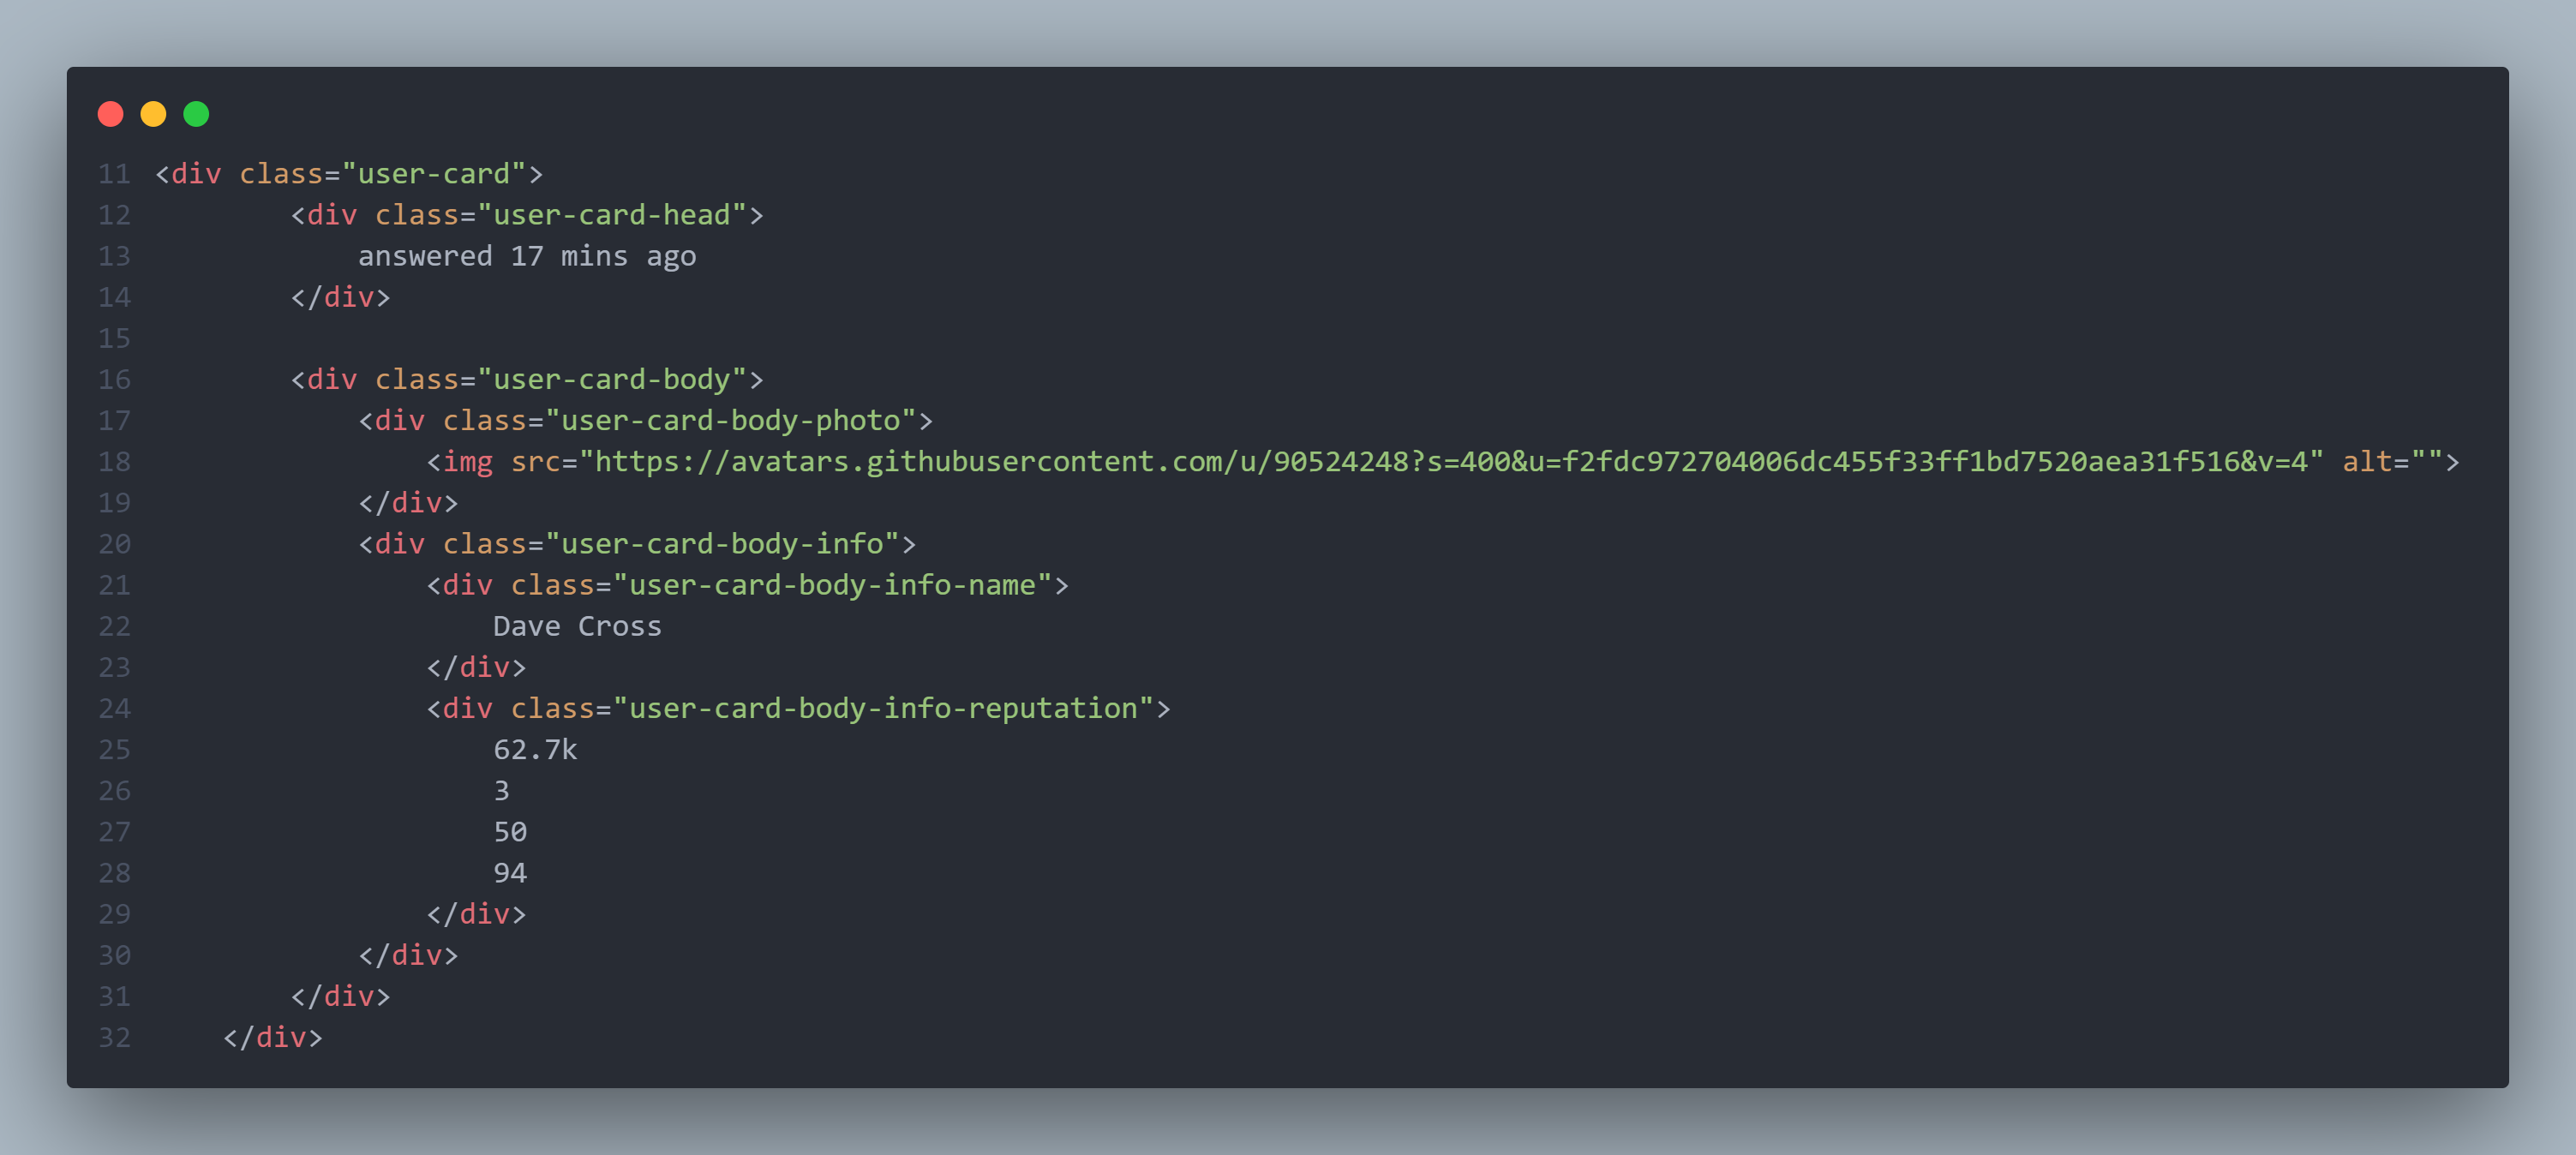 11 <div class="user-card">
12         <div class="user-card-head">
13             answered 17 mins ago
14         </div>
15
16         <div class="user-card-body">
17             <div class="user-card-body-photo">
18                 <img src="https://avatars.githubusercontent.com/u/90524248?s=400&u=f2fdc972704006dc455f33ff1bd7520aea31f516&v=4" alt="">
19             </div>
20             <div class="user-card-body-info">
21                 <div class="user-card-body-info-name">
22                     Dave Cross
23                 </div>
24                 <div class="user-card-body-info-reputation">
25                     62.7k
26                     3
27                     50
28                     94
29                 </div>
30             </div>
31         </div>
32     </div>